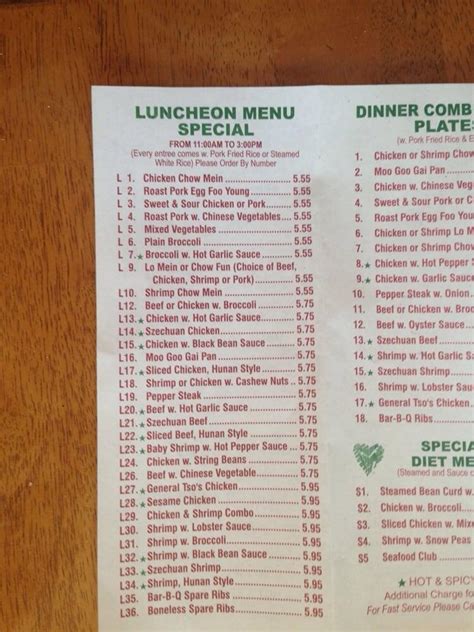 LUNCHEON MENU
SPECIAL
FROM 11:00AM TO 3:00PM
(Every entree comes w. Pork Fried Rice or Steamed
White Rice) Please Order By Number
L 1. Chicken Chow Mein 5.55
L 2. Roast Pork Egg Foo Young 5.55
L 3. Sweet & Sour Chicken or Pork 5.55
L 4. Roast Pork w. Chinese Vegetables 5.55
L 5. Mixed Vegetables 5.55
L 6. Plain Broccoli 5.55
L 7.★Broccoli w. Hot Garlic Sauce 5.55
L 9. Lo Mein or Chow Fun (Choice of Beef,
Chicken, Shrimp or Pork) 5.55
L10. Shrimp Chow Mein 5.55
L12. Beef or Chicken w. Broccoli 5.75
L13.★Chicken w. Hot Garlic Sauce 5.75
L14.★Szechuan Chicken 5.75
L15.★Chicken w. Black Bean Sauce 5.75
L16. Moo Goo Gai Pan 5.75
L17.★Sliced Chicken, Hunan Style 5.75
L18. Shrimp or Chicken w. Cashew Nuts 5.75
L19. Pepper Steak 5.75
L20.★Beef w. Hot Garlic Sauce 5.75
L21.★Szechuan Beef 5.75
L22.★Sliced Beef, Hunan Style 5.75
L23.★Baby Shrimp w. Hot Pepper Sauce 5.75
L24. Chicken w. String Beans 5.75
L26. Beef w. Chinese Vegetable 5.75
L27.★General Tso's Chicken 5.95
L28.★Sesame Chicken 5.95
L29. Chicken & Shrimp Combo 5.95
L30. Shrimp w. Lobster Sauce 5.95
L31. Shrimp w. Broccoli 5.95
L32.★Shrimp w. Black Bean Sauce 5.95
L33.★Szechuan Shrimp 5.95
L34.★Shrimp, Hunan Style 5.95
L35. Bar-B-Q Spare Ribs 5.95
L36. Boneless Spare Ribs 5.95
DINNER COMB
PLATES
(w. Pork Fried Rice & E
1. Chicken or Shrimp Chow
2. Moo Goo Gai Pan
3. Chicken w. Chinese Veg
4. Sweet & Sour Pork or C
5. Roast Pork Egg Foo Young
6. Chicken or Shrimp Lo M
7. Chicken or Shrimp Chow
8.★Chicken w. Hot Pepper S
9.★Chicken w. Garlic Sauce
10. Pepper Steak w. Onion
11. Beef or Chicken w. Broc
12. Beef w. Oyster Sauce
13.★Szechuan Beef
14.★Shrimp w. Hot Garlic
15. Shrimp w. Broccoli
16. Shrimp w. Lobster Sauc
17.★General Tso's Chicken
18. Bar-B-Q Ribs
SPECIA
DIET ME
(Steamed and Sauce o
S1. Steamed Bean Curd w
S2. Chicken w. Broccoli
S3. Sliced Chicken w. Mixe
S4. Shrimp w. Snow Peas
S5 Seafood Club
★ HOT & SPICY
Additional Charge for
For Fast Service Please Ca